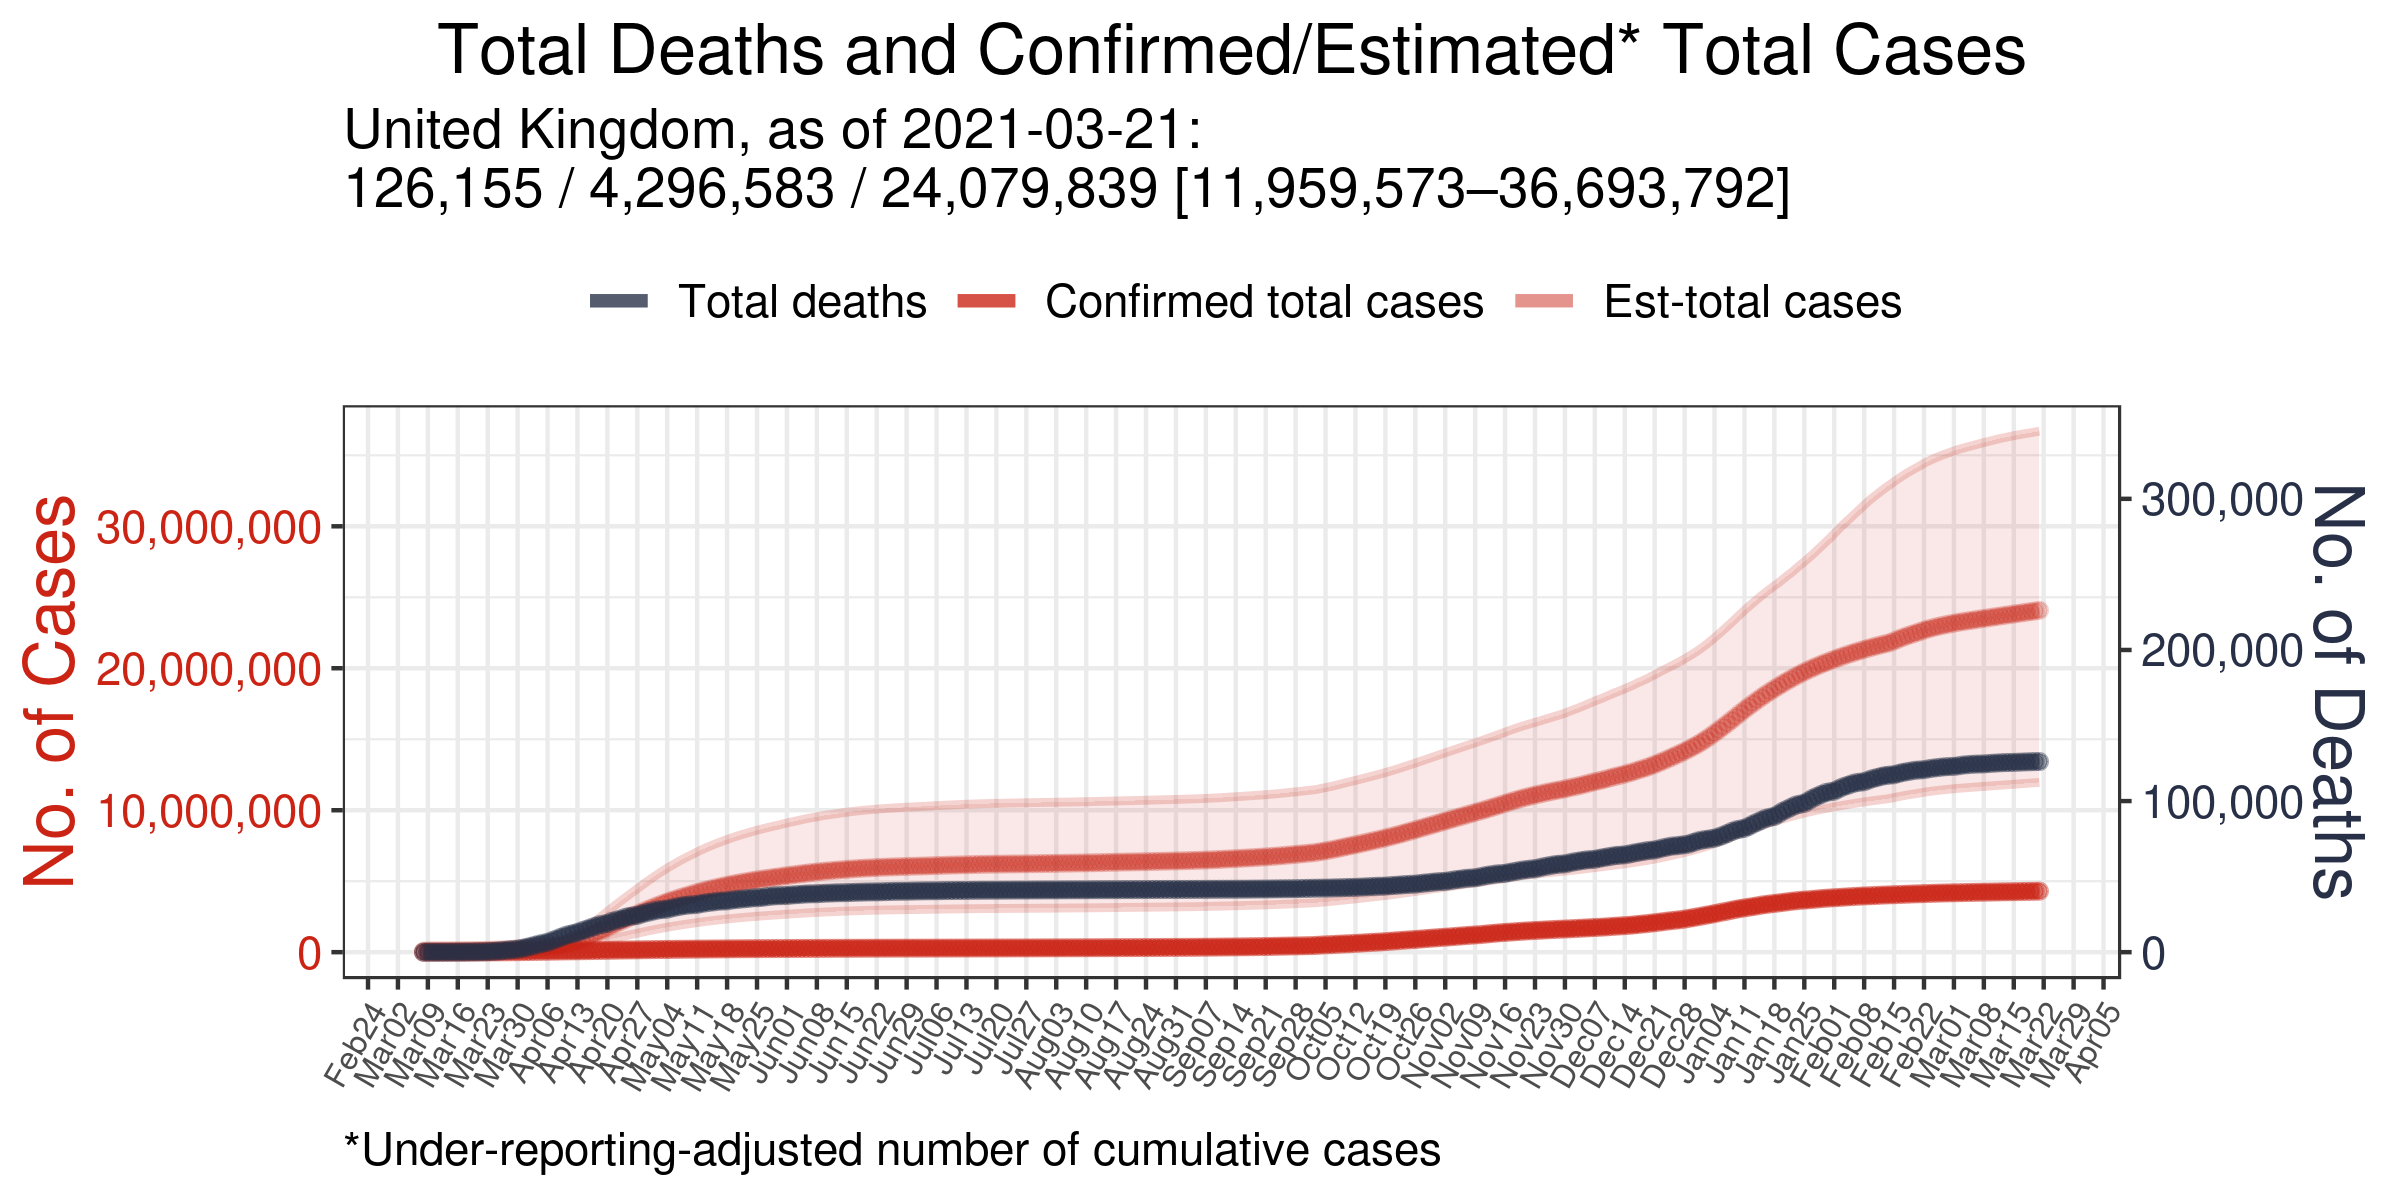 Total Deaths and Confirmed/Estimated* Total Cases
United Kingdom, as of 2021-03-21:
126,155 / 4,296,583 / 24,079,839 [11,959,573–36,693,792]
Total deaths
Confirmed total cases
Est-total cases
No. of Cases
30,000,000
20,000,000
10,000,000
0
300,000
200,000
100,000
0
No. of Deaths
Feb24
Mar02
Mar09
Mar16
Mar23
Mar30
Apr06
Apr13
Apr20
Apr27
May04
May11
May18
May25
Jun01
Jun08
Jun15
Jun22
Jun29
Jul06
Jul13
Jul20
Jul27
Aug03
Aug10
Aug17
Aug24
Aug31
Sep07
Sep14
Sep21
Sep28
Oct05
Oct12
Oct19
Oct26
Nov02
Nov09
Nov16
Nov23
Nov30
Dec07
Dec14
Dec21
Dec28
Jan04
Jan11
Jan18
Jan25
Feb01
Feb08
Feb15
Feb22
Mar01
Mar08
Mar15
Mar22
Mar29
Apr05
*Under-reporting-adjusted number of cumulative cases